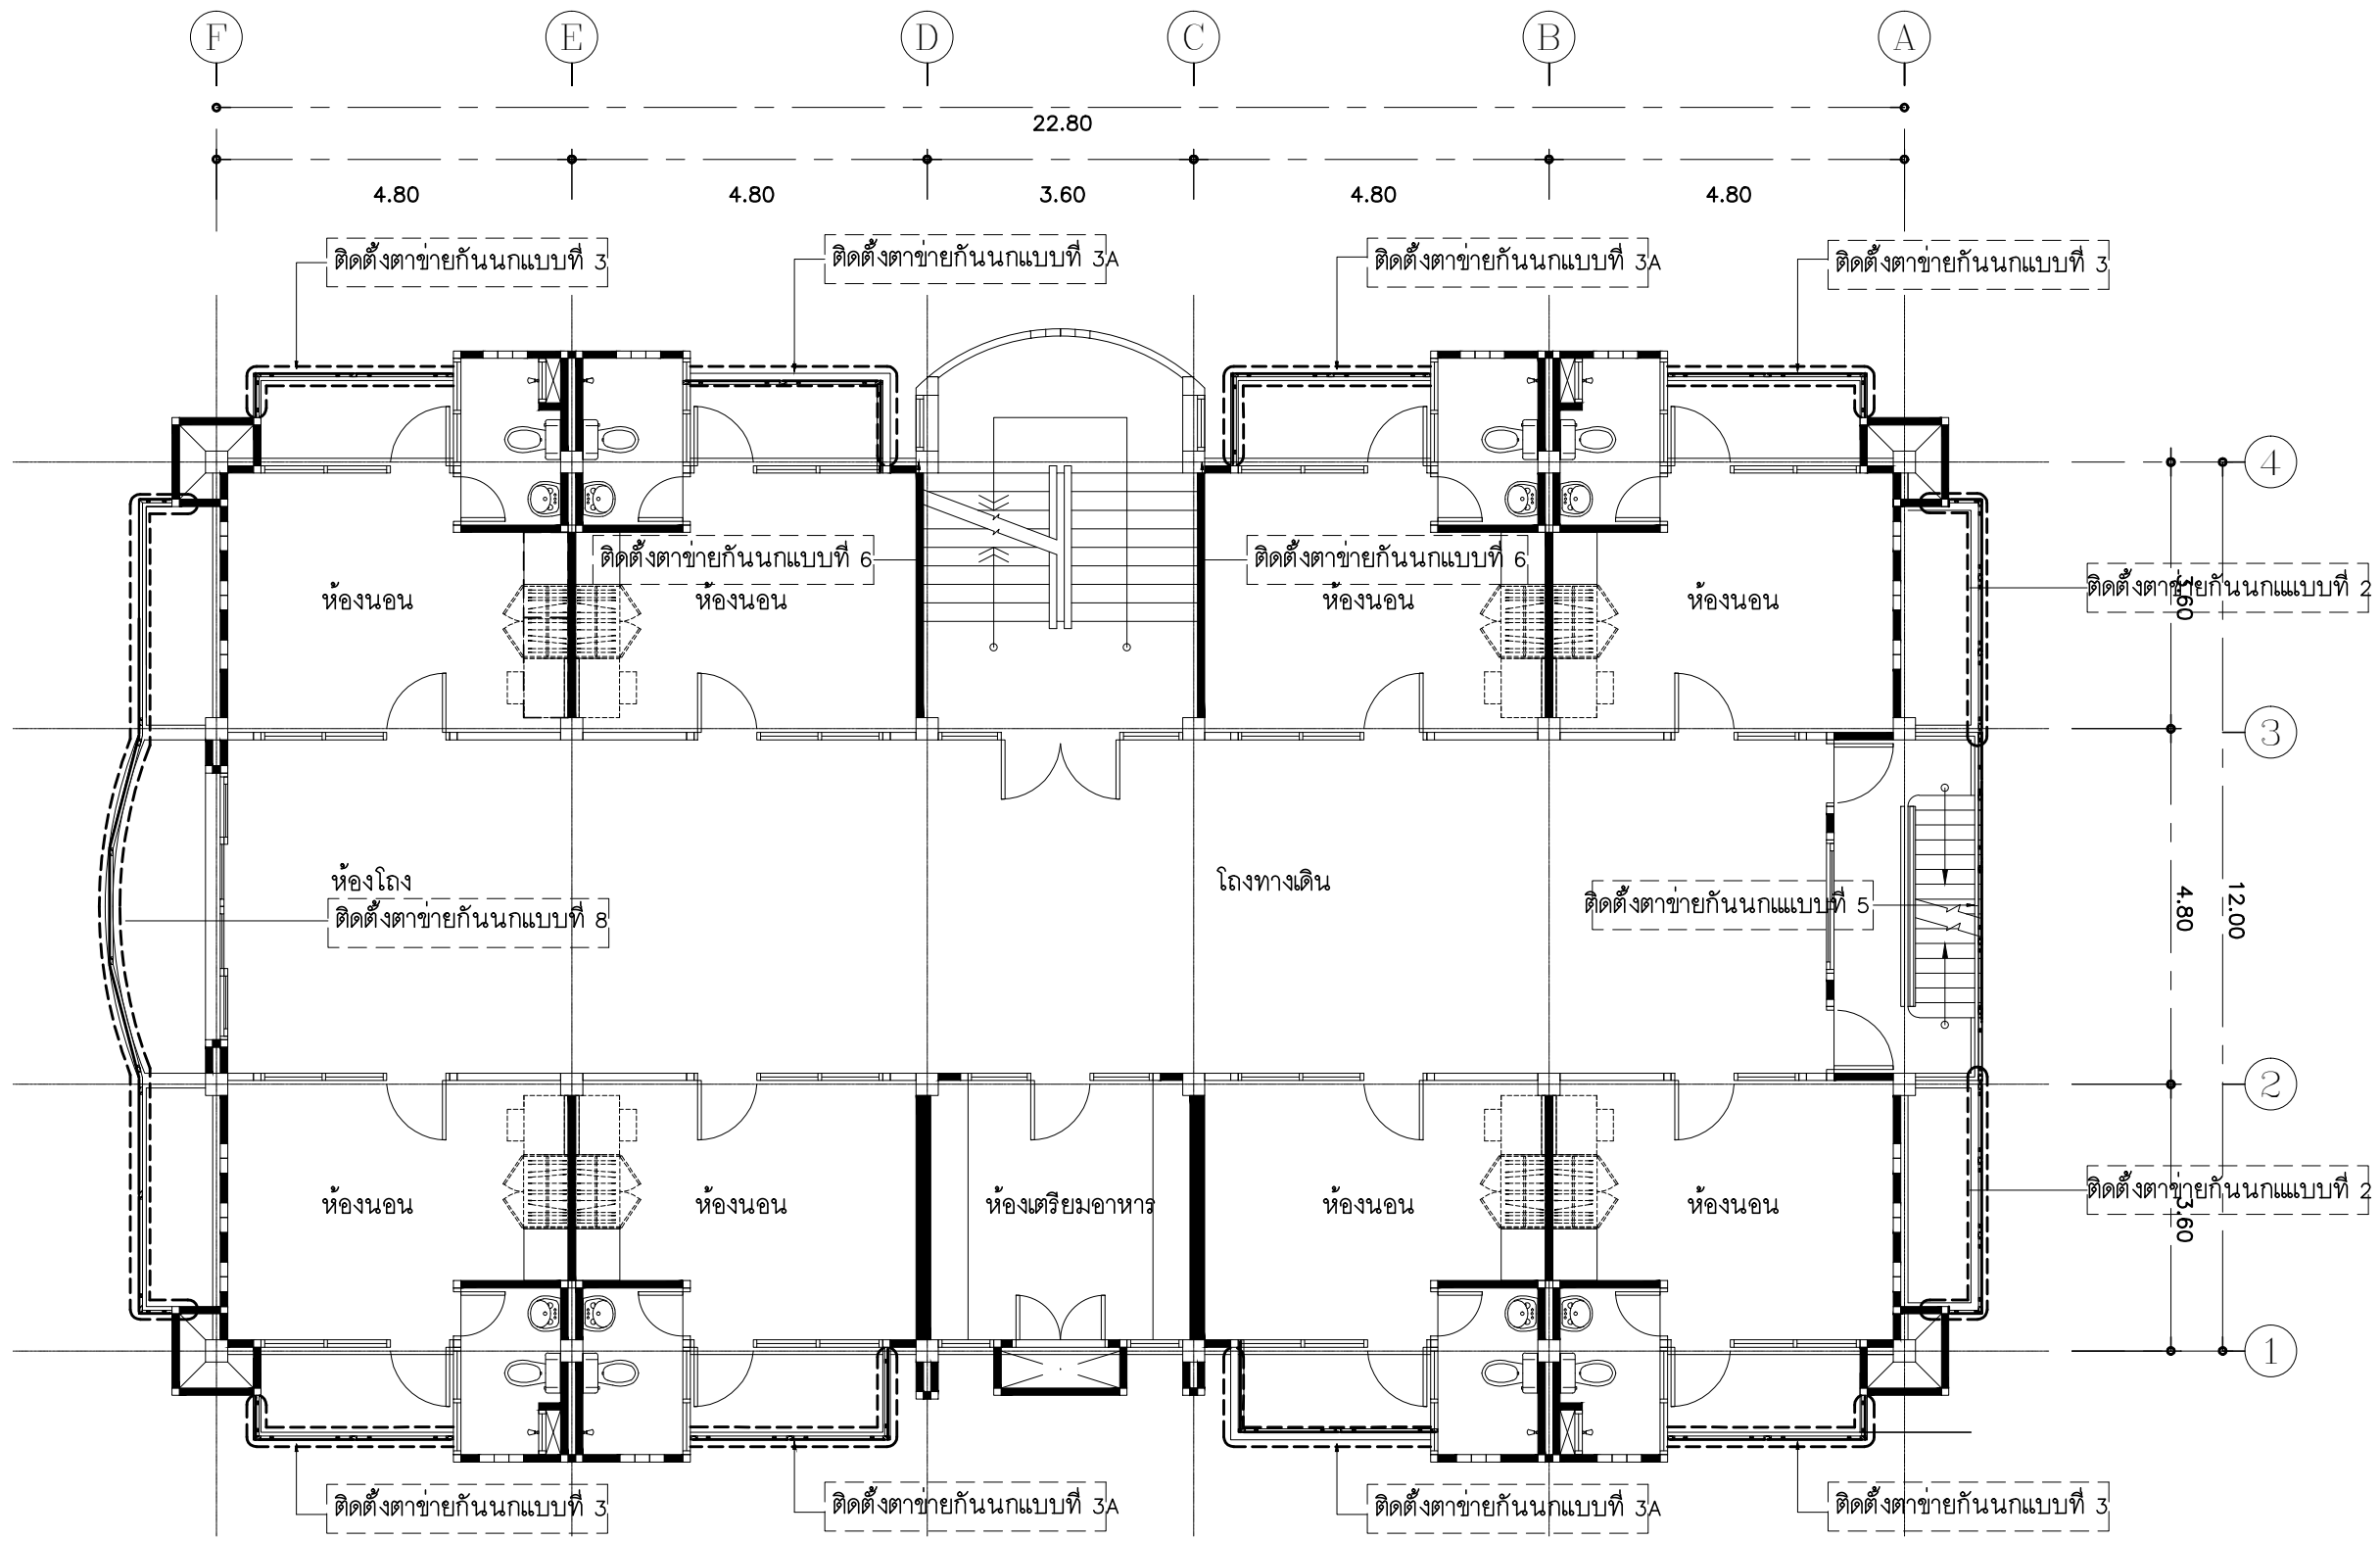 F E D C B A
22.80
4.80 4.80 3.60 4.80 4.80
ติดตั้งตาข่ายกันนกแบบที่ 3
ติดตั้งตาข่ายกันนกแบบที่ 3A
ติดตั้งตาข่ายกันนกแบบที่ 3A
ติดตั้งตาข่ายกันนกแบบที่ 3
4
ติดตั้งตาข่ายกันนกแบบที่ 6
ติดตั้งตาข่ายกันนกแบบที่ 6
ติดตั้งตาข่ายกันนกแแบบที่ 2
3.60
ห้องนอน
ห้องนอน
ห้องนอน
ห้องนอน
3
ห้องโถง
โถงทางเดิน
ติดตั้งตาข่ายกันนกแบบที่ 8
ติดตั้งตาข่ายกันนกแแบบที่ 5
4.80
12.00
2
ห้องนอน
ห้องนอน
ห้องเตรียมอาหาร
ห้องนอน
ห้องนอน
ติดตั้งตาข่ายกันนกแแบบที่ 2
3.60
1
ติดตั้งตาข่ายกันนกแบบที่ 3
ติดตั้งตาข่ายกันนกแบบที่ 3A
ติดตั้งตาข่ายกันนกแบบที่ 3A
ติดตั้งตาข่ายกันนกแบบที่ 3